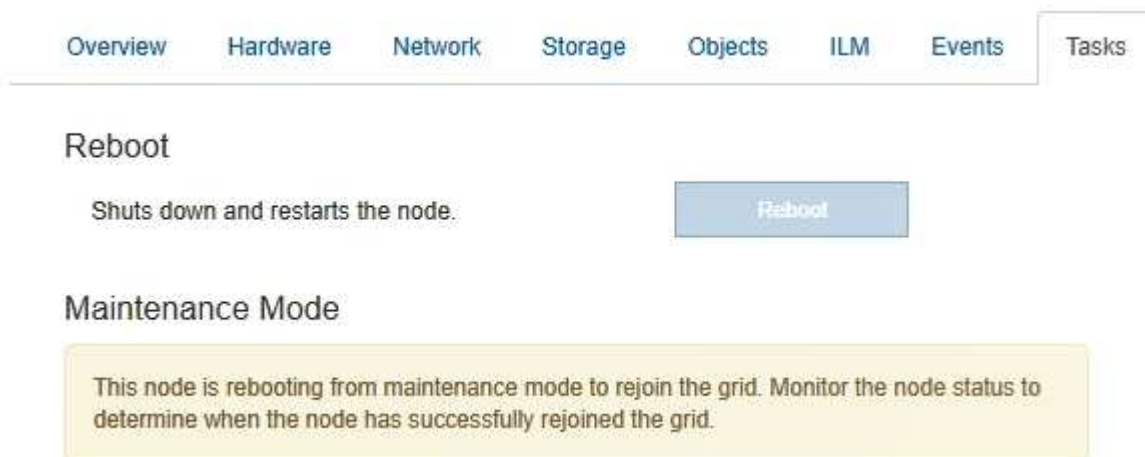 Overview Hardware Network Storage Objects ILM Events Tasks
Reboot
Shuts down and restarts the node. Reboot
Maintenance Mode
This node is rebooting from maintenance mode to rejoin the grid. Monitor the node status to
determine when the node has successfully rejoined the grid.